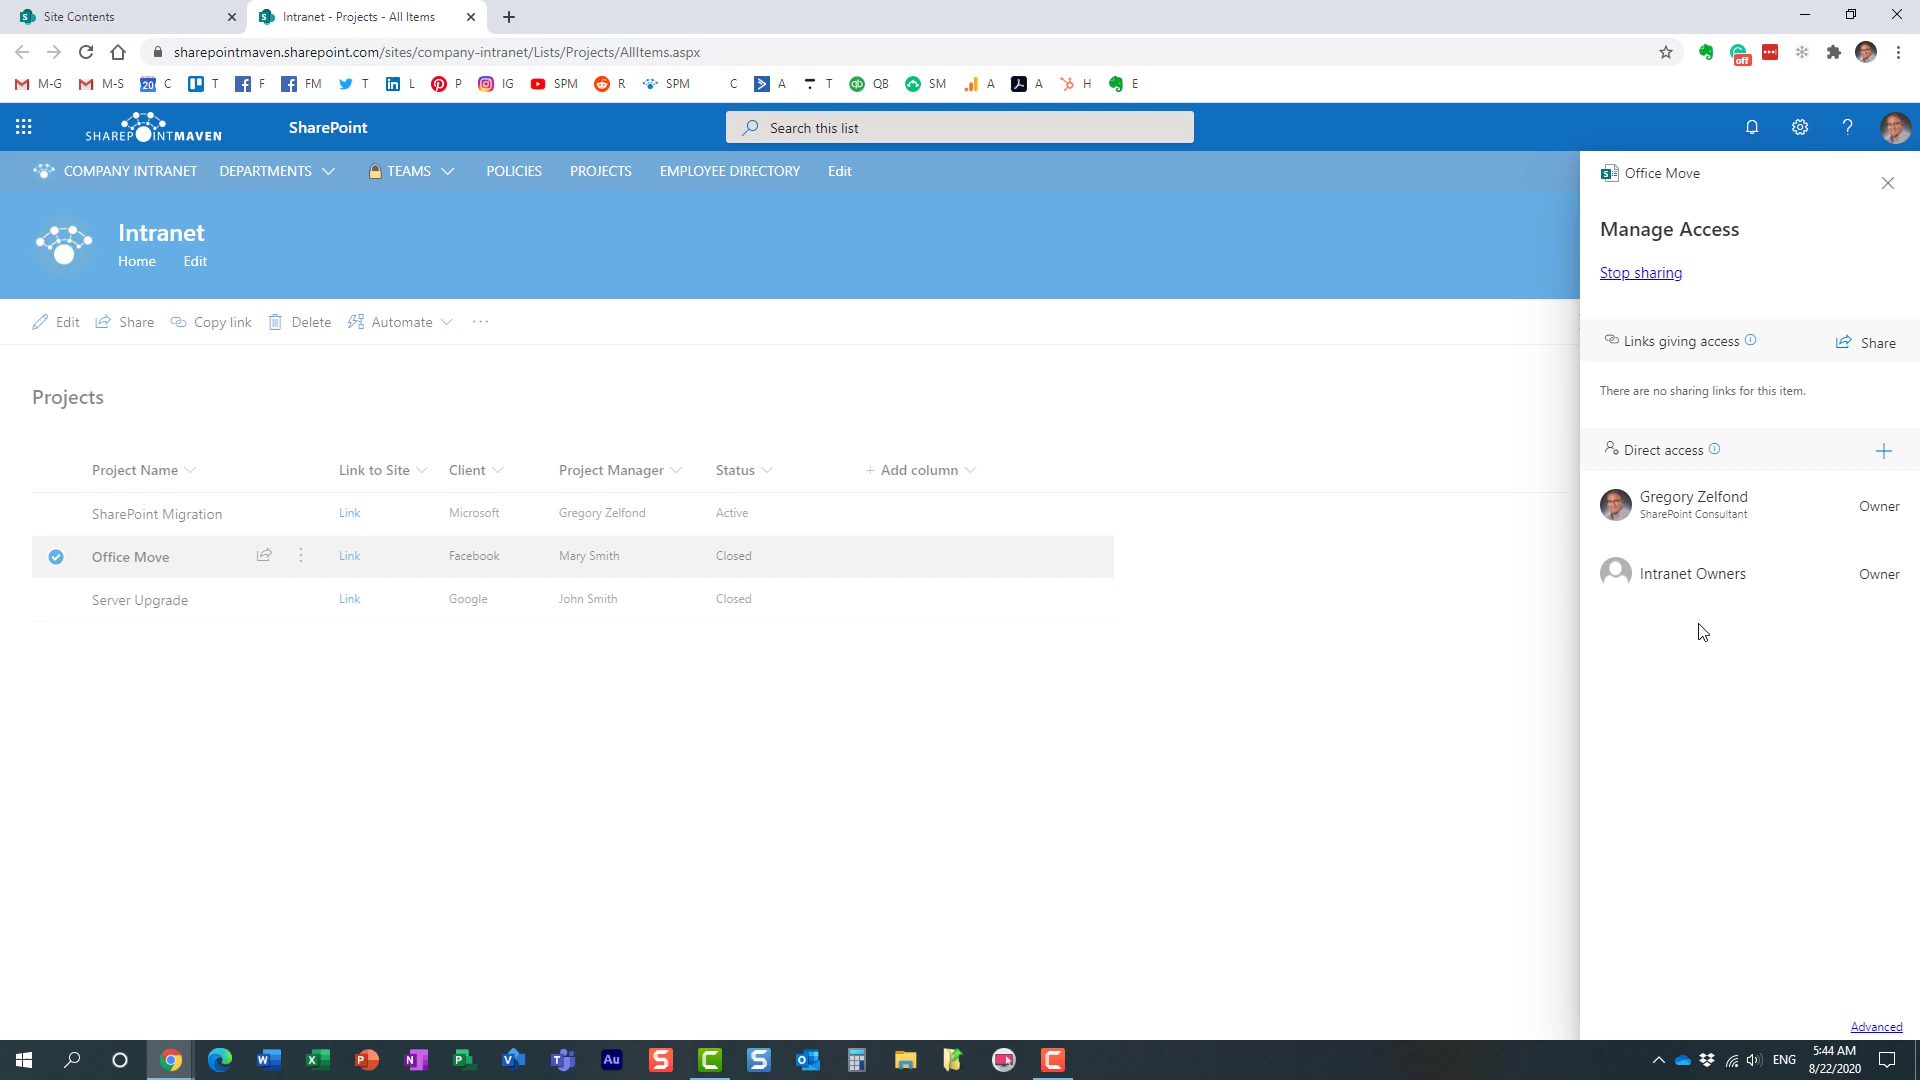 Site Contents
Intranet - Projects - All Items
sharepointmaven.sharepoint.com/sites/company-intranet/Lists/Projects/AllItems.aspx
off
M-G M-S 20 C T F FM T L P IG SPM R SPM C A T QB SM A A H E
SHAREPOINTMAVEN SharePoint Search this list ?
COMPANY INTRANET DEPARTMENTS TEAMS POLICIES PROJECTS EMPLOYEE DIRECTORY Edit
Intranet
Home Edit
Edit Share Copy link Delete Automate ...
Projects
Project Name Link to Site Client Project Manager Status + Add column
SharePoint Migration Link Microsoft Gregory Zelfond Active
Office Move Link Facebook Mary Smith Closed
Server Upgrade Link Google John Smith Closed
Office Move
Manage Access
Stop sharing
Links giving access Share
There are no sharing links for this item.
Direct access
Gregory Zelfond Owner
SharePoint Consultant
Intranet Owners Owner
Advanced
Au
ENG
5:44 AM
8/22/2020